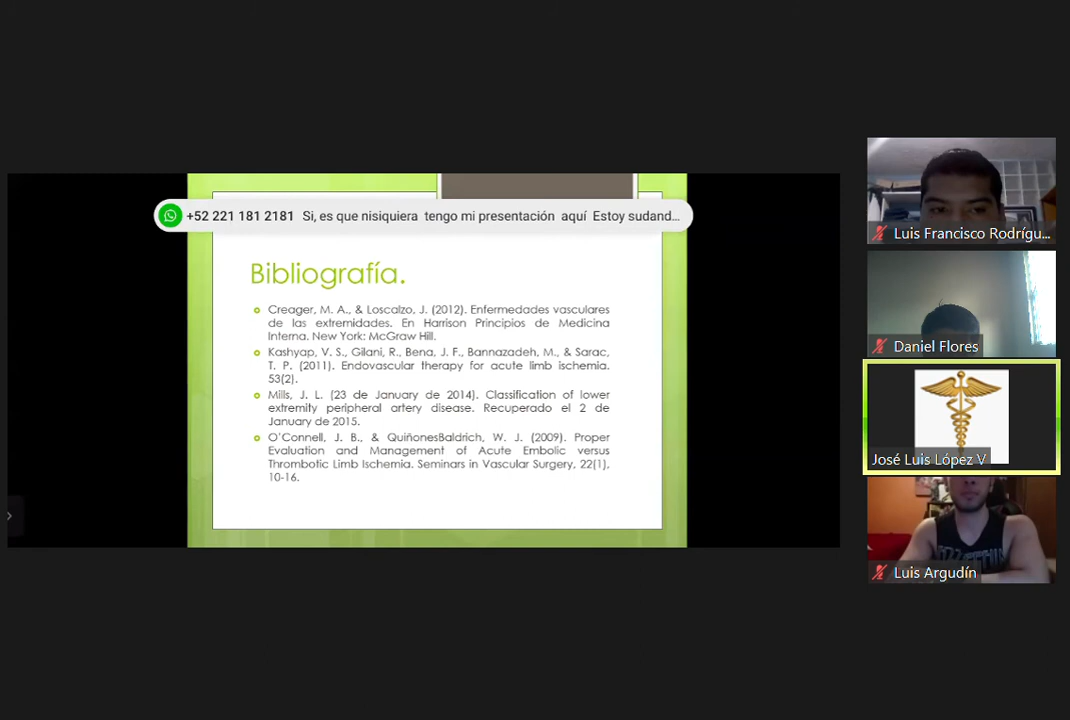 +52 221 181 2181 Si, es que nisiquiera tengo mi presentación aquí Estoy sudand...
Bibliografía.
Creager, M. A., & Loscalzo, J. (2012). Enfermedades vasculares
de las extremidades. En Harrison Principios de Medicina
Interna. New York: McGraw Hill.
Kashyap, V. S., Gilani, R., Bena, J. F., Bannazadeh, M., & Sarac,
T. P. (2011). Endovascular therapy for acute limb ischemia.
53(2).
Mills, J. L. (23 de January de 2014). Classification of lower
extremity peripheral artery disease. Recuperado el 2 de
January de 2015.
O'Connell, J. B., & QuiñonesBaldrich, W. J. (2009). Proper
Evaluation and Management of Acute Embolic versus
Thrombotic Limb Ischemia. Seminars in Vascular Surgery, 22(1),
10-16.
Luis Francisco Rodrígu...
Daniel Flores
José Luis López V
Luis Argudín